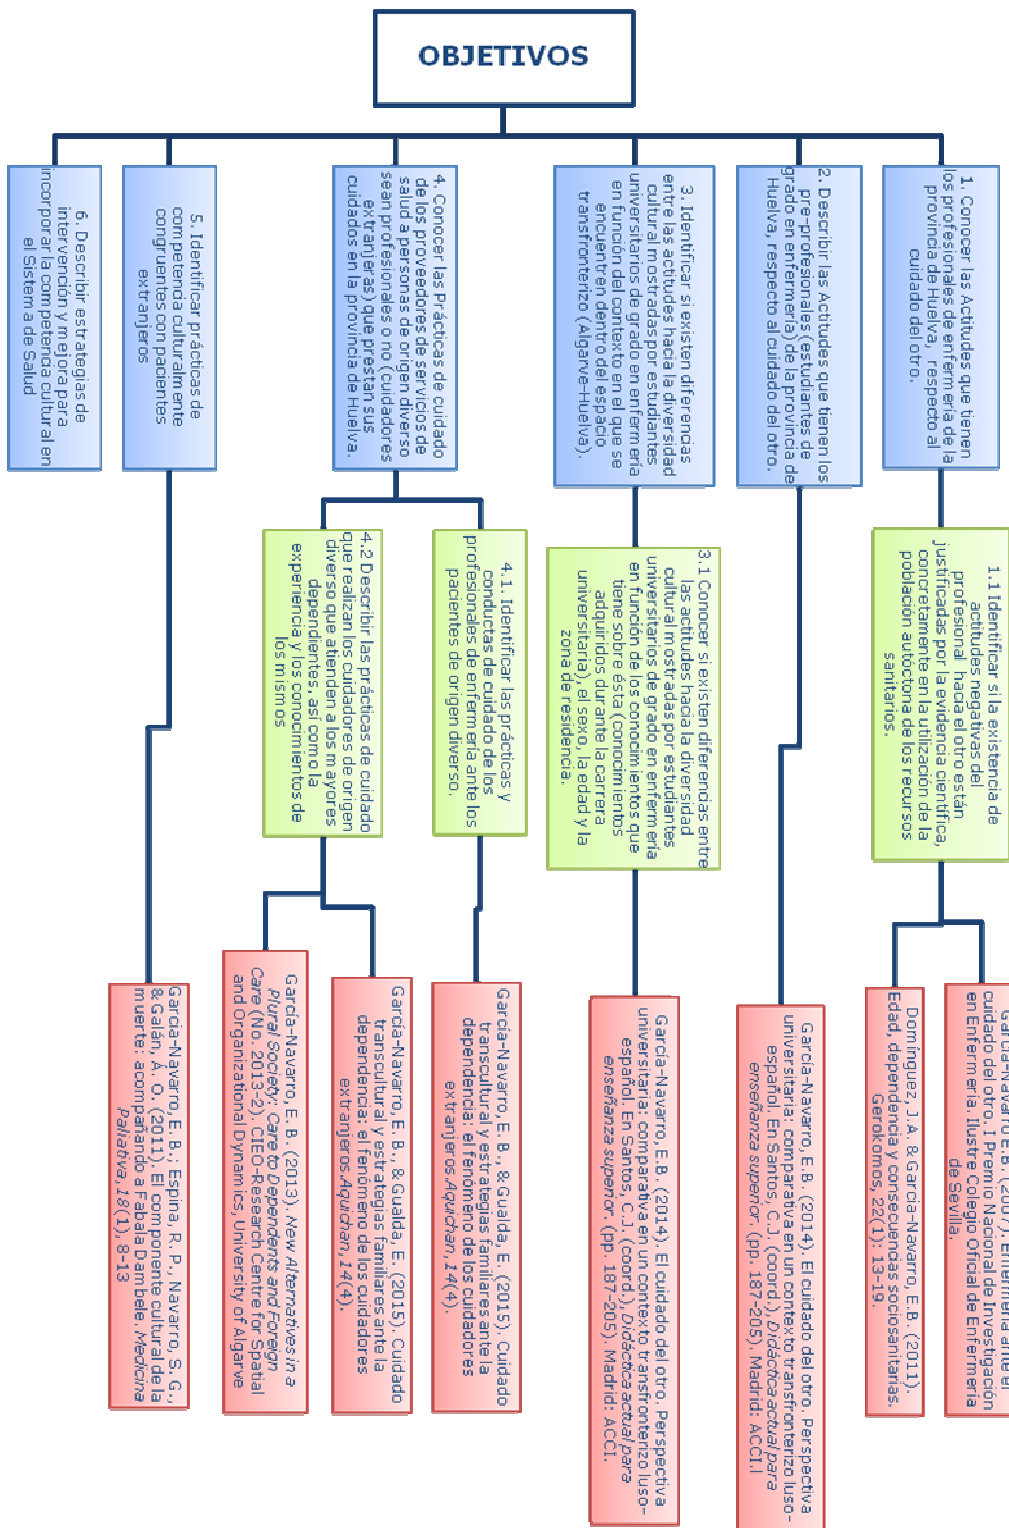 OBJETIVOS
1. Conocer las Actitudes que tienen
los profesionales de enfermería de la
provincia de Huelva, respecto al
cuidado del otro.
1.1 Identificar si la existencia de
actitudes negativas del
profesional hacia el otro están
justificadas por la evidencia científica,
concretamente en la utilización de la
población autóctona de los recursos
sanitarios.
García-Navarro E.B. (2007). Enfermería ante el
cuidado del otro. I Premio Nacional de Investigación
en Enfermería. Ilustre Colegio Oficial de Enfermería
de Sevilla.
Domínguez, J.A. & Garcia-Navarro, E.B. (2011).
Edad, dependencia y consecuencias sociosanitarias.
Gerokomos, 22(1): 13-19.
2. Describir las Actitudes que tienen los
pre-profesionales (estudiantes de
grado en enfermería) de la provincia de
Huelva, respecto al cuidado del otro.
García-Navarro, E.B. (2014). El cuidado del otro. Perspectiva
universitaria: comparativa en un contexto transfronterizo luso-
español. En Santos, C.J. (coord.), Didáctica actual para
enseñanza superior. (pp. 187-205). Madrid: ACCI.l
3. Identificar si existen diferencias
entre las actitudes hacia la diversidad
cultural mostradas por estudiantes
universitarios de grado en enfermería
en función del contexto en el que se
encuentren dentro del espacio
transfronterizo (Algarve-Huelva).
3.1 Conocer si existen diferencias entre
las actitudes hacia la diversidad
cultural mostradas por estudiantes
universitarios de grado en enfermería
en función de los conocimientos que
tiene sobre ésta (conocimientos
adquiridos durante la carrera
universitaria), el sexo, la edad y la
zona de residencia.
García-Navarro, E.B. (2014). El cuidado del otro. Perspectiva
universitaria: comparativa en un contexto transfronterizo luso-
español. En Santos, C.J. (coord.), Didáctica actual para
enseñanza superior. (pp. 187-205). Madrid: ACCI.
4. Conocer las Prácticas de cuidado
de los proveedores de servicios de
salud a personas de origen diverso
sean profesionales o no (cuidadores
extranjeras) que prestan sus
cuidados en la provincia de Huelva.
4.1. Identificar las prácticas y
conductas de cuidado de los
profesionales de enfermería ante los
pacientes de origen diverso.
García-Navarro, E. B., & Gualda, E. (2015). Cuidado
transcultural y estrategias familiares ante la
dependencia: el fenómeno de los cuidadores
extranjeros. Aquichan, 14(4).
4.2 Describir las prácticas de cuidado
que realizan los cuidadores de origen
diverso que atienden a los mayores
dependientes, así como la
experiencia y los conocimientos de
los mismos
García-Navarro, E. B., & Gualda, E. (2015). Cuidado
transcultural y estrategias familiares ante la
dependencia: el fenómeno de los cuidadores
extranjeros. Aquichan, 14(4).
García-Navarro, E. B. (2013). New Alternatives in a
Plural Society: Care to Dependents and Foreign
Care (No. 2013-2). CIEO-Research Centre for Spatial
and Organizational Dynamics, University of Algarve
5. Identificar prácticas de
competencia culturalmente
congruentes con pacientes
extranjeros
García-Navarro, E. B., Espina, R. P., Navarro, S. G.,
& Galán, Á. O. (2011). El componente cultural de la
muerte: acompañando a Fabala Dambele. Medicina
Paliativa, 18(1), 8-13
6. Describir estrategias de
intervención y mejora para
incorporar la competencia cultural en
el Sistema de Salud